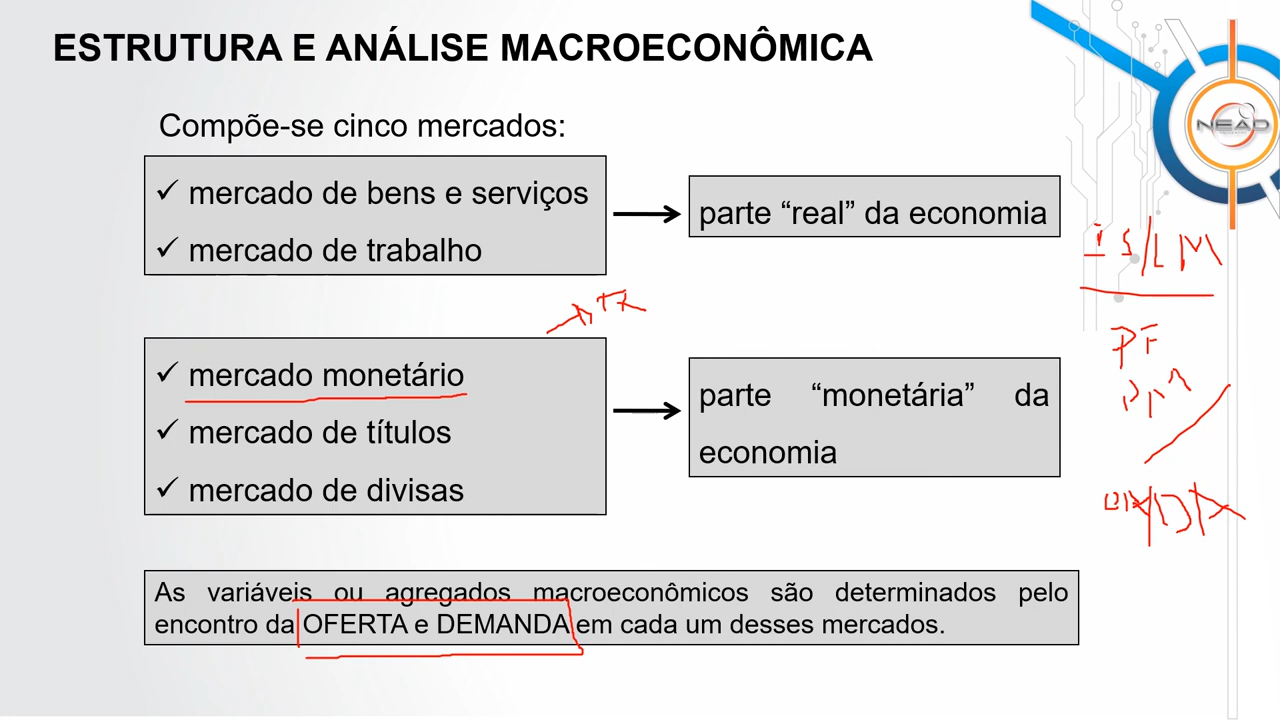 ESTRUTURA E ANÁLISE MACROECONÔMICA
NEAD
Compõe-se cinco mercados:
✓ mercado de bens e serviços
✓ mercado de trabalho
parte “real” da economia
IS/LM
✓ mercado monetário
✓ mercado de títulos
✓ mercado de divisas
parte “monetária” da
economia
PF
As variáveis ou agregados macroeconômicos são determinados pelo
encontro da OFERTA e DEMANDA em cada um desses mercados.